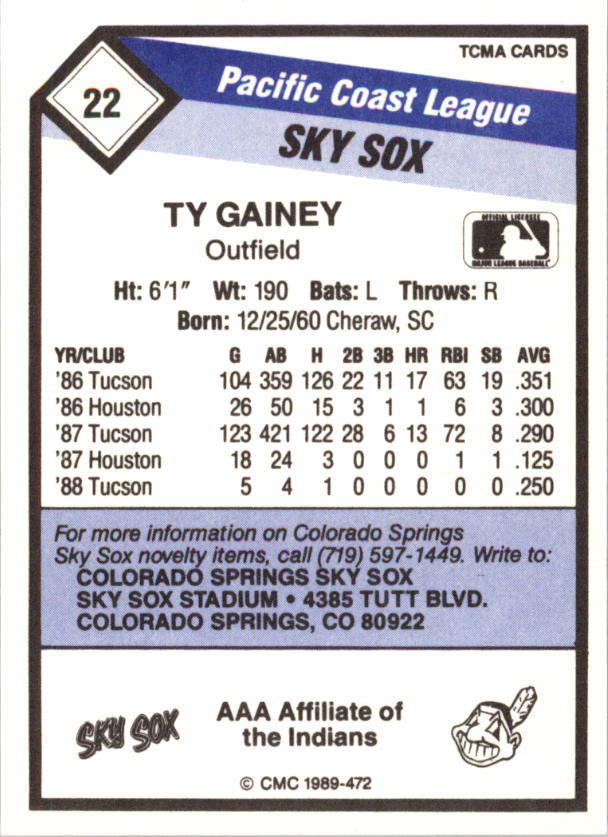 TCMA CARDS
22
Pacific Coast League
SKY SOX
TY GAINEY
Outfield
OFFICIAL LICENSEE
MAJOR LEAGUE BASEBALL
Ht: 6'1" Wt: 190 Bats: L Throws: R
Born: 12/25/60 Cheraw, SC
YR/CLUB G AB H 2B 3B HR RBI SB AVG
'86 Tucson 104 359 126 22 11 17 63 19 .351
'86 Houston 26 50 15 3 1 1 6 3 .300
'87 Tucson 123 421 122 28 6 13 72 8 .290
'87 Houston 18 24 3 0 0 0 1 1 .125
'88 Tucson 5 4 1 0 0 0 0 0 .250
For more information on Colorado Springs
Sky Sox novelty items, call (719) 597-1449. Write to:
COLORADO SPRINGS SKY SOX
SKY SOX STADIUM • 4385 TUTT BLVD.
COLORADO SPRINGS, CO 80922
SKY SOX
AAA Affiliate of
the Indians
© CMC 1989-472